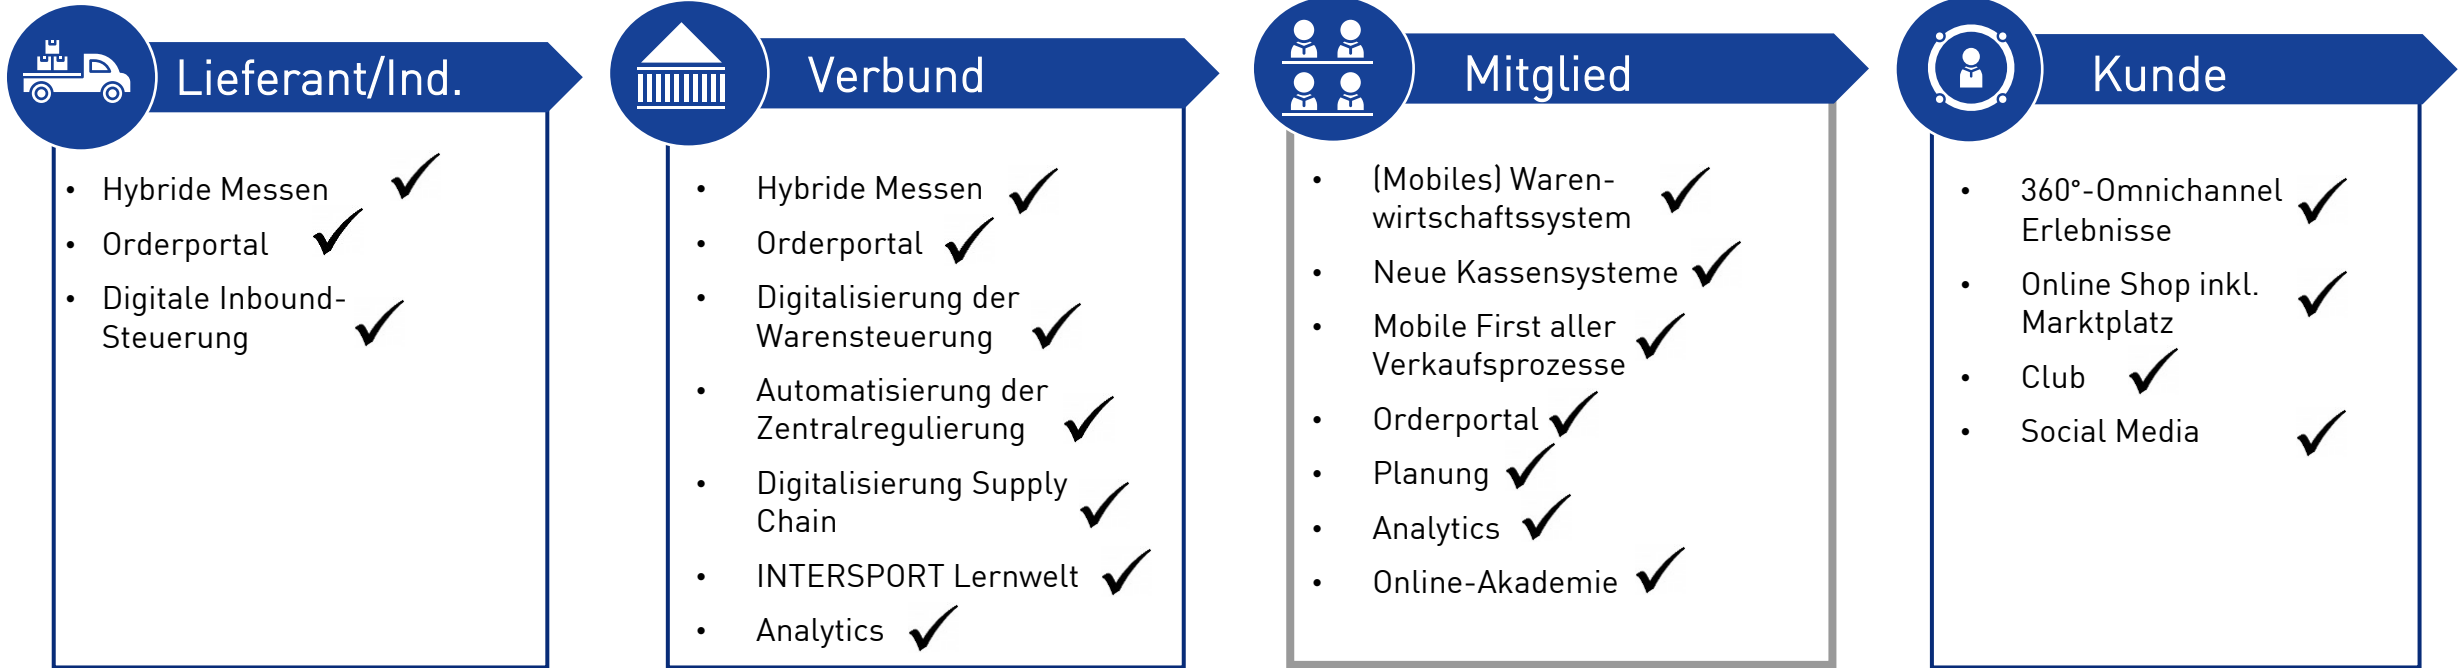 Lieferant/Ind.
• Hybride Messen
• Orderportal
• Digitale Inbound-
Steuerung
Verbund
• Hybride Messen
• Orderportal
• Digitalisierung der
Warensteuerung
• Automatisierung der
Zentralregulierung
• Digitalisierung Supply
Chain
• INTERSPORT Lernwelt
• Analytics
Mitglied
• (Mobiles) Waren-
wirtschaftssystem
• Neue Kassensysteme
• Mobile First aller
Verkaufsprozesse
• Orderportal
• Planung
• Analytics
• Online-Akademie
Kunde
• 360°-Omnichannel
Erlebnisse
• Online Shop inkl.
Marktplatz
• Club
• Social Media